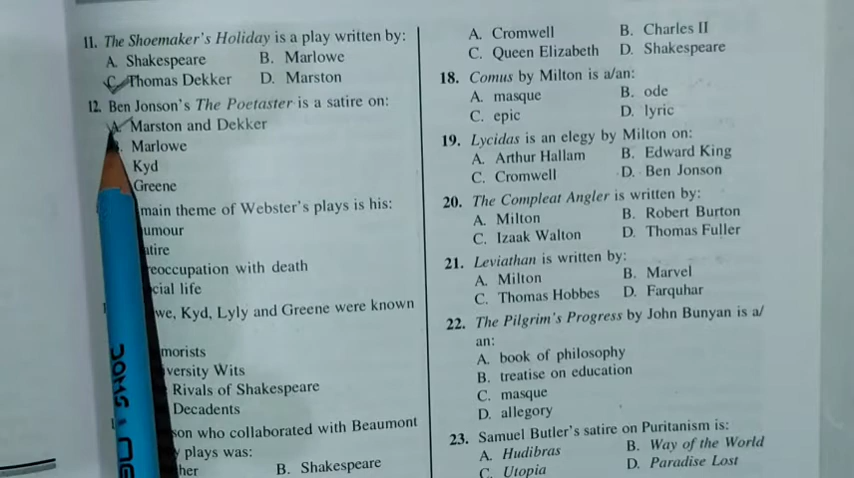 11. The Shoemaker's Holiday is a play written by:
A. Shakespeare B. Marlowe
C. Thomas Dekker D. Marston
12. Ben Jonson's The Poetaster is a satire on:
A. Marston and Dekker
Marlowe
Kyd
Greene
main theme of Webster's plays is his:
umour
atire
reoccupation with death
cial life
we, Kyd, Lyly and Greene were known
morists
versity Wits
Rivals of Shakespeare
Decadents
son who collaborated with Beaumont
plays was:
her B. Shakespeare
A. Cromwell B. Charles II
C. Queen Elizabeth D. Shakespeare
18. Comus by Milton is a/an:
A. masque B. ode
C. epic D. lyric
19. Lycidas is an elegy by Milton on:
A. Arthur Hallam B. Edward King
C. Cromwell D. Ben Jonson
20. The Compleat Angler is written by:
A. Milton B. Robert Burton
C. Izaak Walton D. Thomas Fuller
21. Leviathan is written by:
A. Milton B. Marvel
C. Thomas Hobbes D. Farquhar
22. The Pilgrim's Progress by John Bunyan is a/
an:
A. book of philosophy
B. treatise on education
C. masque
D. allegory
23. Samuel Butler's satire on Puritanism is:
A. Hudibras B. Way of the World
C. Utopia D. Paradise Lost